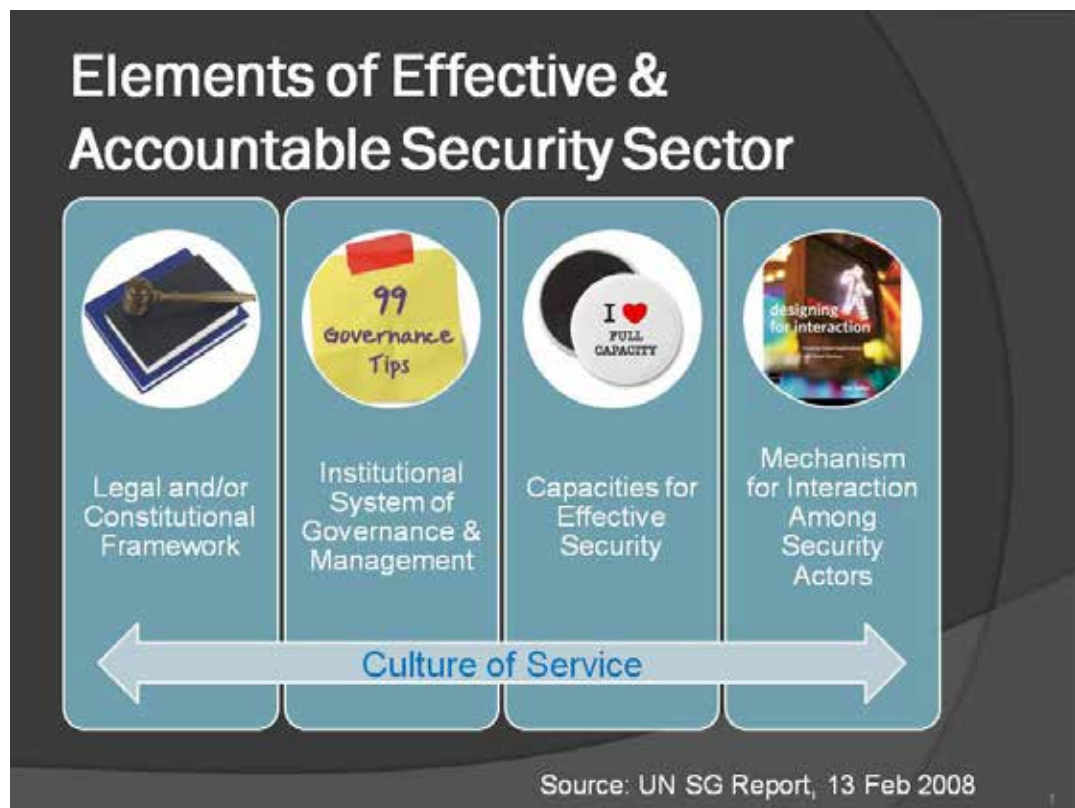 Elements of Effective &
Accountable Security Sector
99
Governance
Tips
I ❤
FULL
CAPACITY
designing
for interaction
Legal and/or
Constitutional
Framework
Institutional
System of
Governance &
Management
Capacities for
Effective
Security
Mechanism
for Interaction
Among
Security
Actors
Culture of Service
Source: UN SG Report, 13 Feb 2008